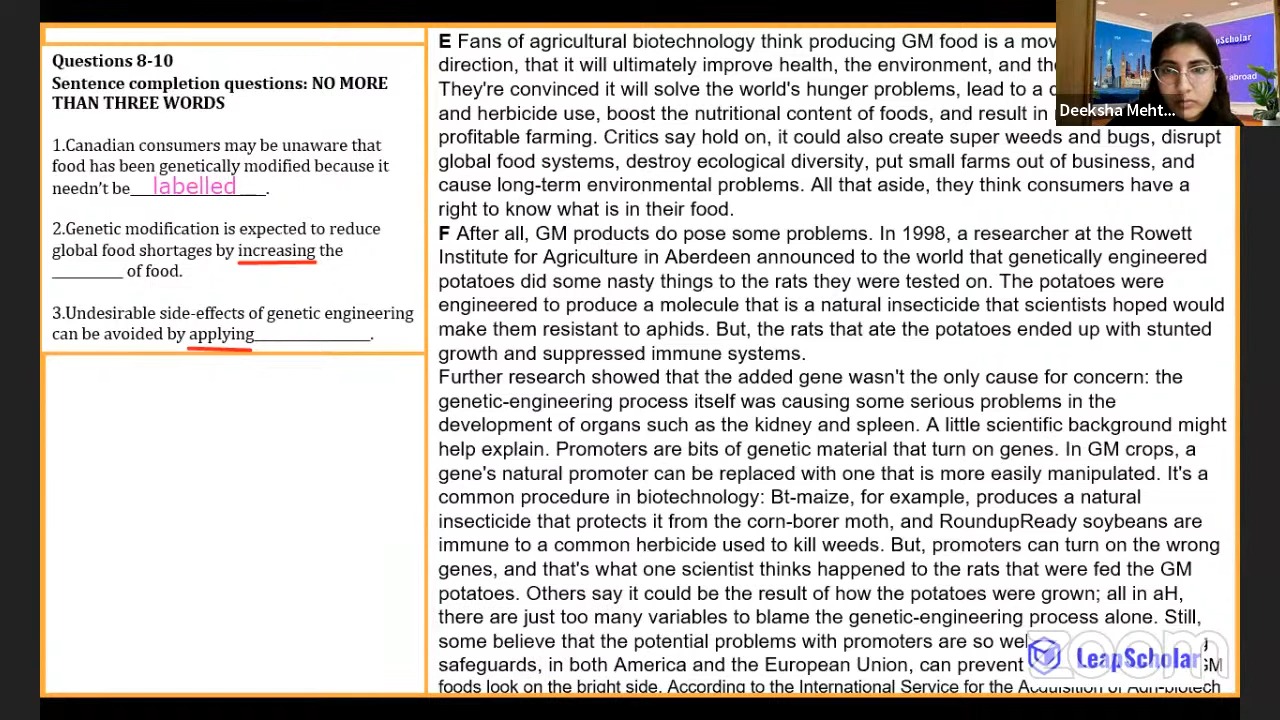 Questions 8-10
Sentence completion questions: NO MORE
THAN THREE WORDS
1.Canadian consumers may be unaware that
food has been genetically modified because it
needn’t be labelled .
2.Genetic modification is expected to reduce
global food shortages by increasing the
_________ of food.
3.Undesirable side-effects of genetic engineering
can be avoided by applying_______________.
E Fans of agricultural biotechnology think producing GM food is a mov
direction, that it will ultimately improve health, the environment, and the
They're convinced it will solve the world's hunger problems, lead to a
and herbicide use, boost the nutritional content of foods, and result in
profitable farming. Critics say hold on, it could also create super weeds and bugs, disrupt
global food systems, destroy ecological diversity, put small farms out of business, and
cause long-term environmental problems. All that aside, they think consumers have a
right to know what is in their food.
F After all, GM products do pose some problems. In 1998, a researcher at the Rowett
Institute for Agriculture in Aberdeen announced to the world that genetically engineered
potatoes did some nasty things to the rats they were tested on. The potatoes were
engineered to produce a molecule that is a natural insecticide that scientists hoped would
make them resistant to aphids. But, the rats that ate the potatoes ended up with stunted
growth and suppressed immune systems.
Further research showed that the added gene wasn't the only cause for concern: the
genetic-engineering process itself was causing some serious problems in the
development of organs such as the kidney and spleen. A little scientific background might
help explain. Promoters are bits of genetic material that turn on genes. In GM crops, a
gene's natural promoter can be replaced with one that is more easily manipulated. It's a
common procedure in biotechnology: Bt-maize, for example, produces a natural
insecticide that protects it from the corn-borer moth, and RoundupReady soybeans are
immune to a common herbicide used to kill weeds. But, promoters can turn on the wrong
genes, and that's what one scientist thinks happened to the rats that were fed the GM
potatoes. Others say it could be the result of how the potatoes were grown; all in aH,
there are just too many variables to blame the genetic-engineering process alone. Still,
some believe that the potential problems with promoters are so wel
safeguards, in both America and the European Union, can prevent GM
foods look on the bright side. According to the International Service for the Acquisition of Agri-biotech
Deeksha Meht...
pScholar
abroad
zoom
LeapScholar